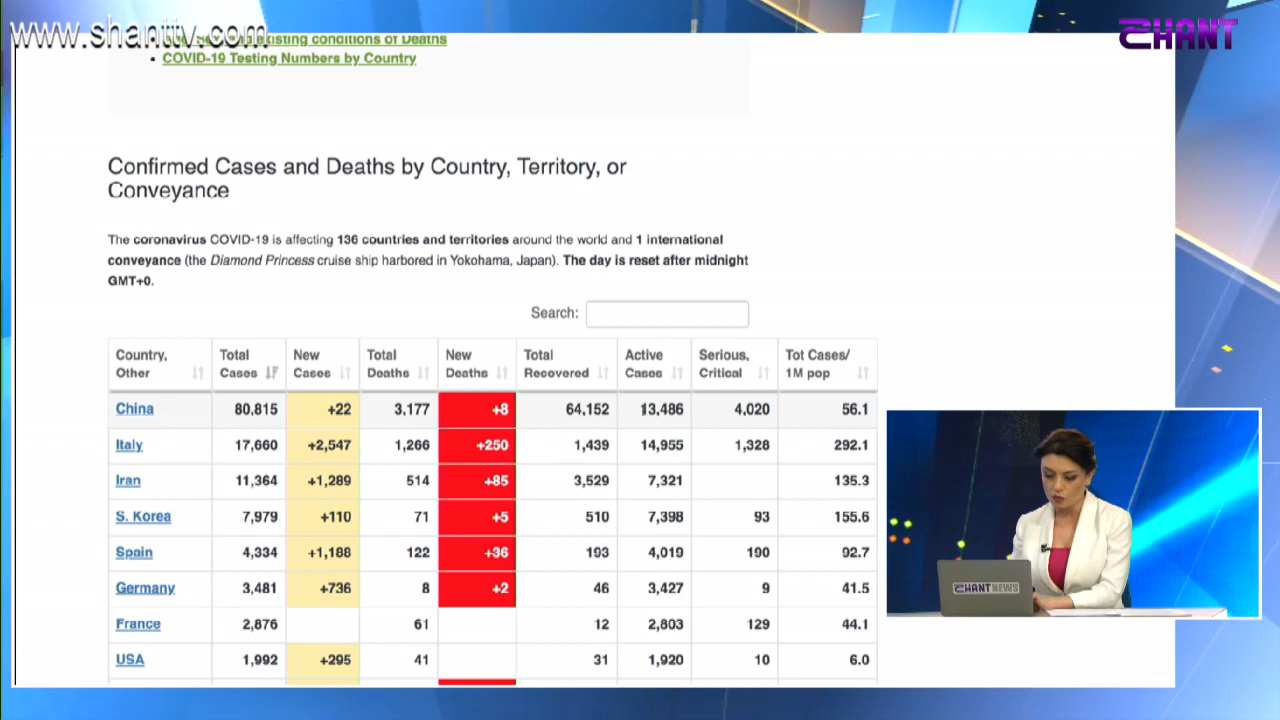 www.shanttv.com
SHANT
existing conditions of Deaths
COVID-19 Testing Numbers by Country
Confirmed Cases and Deaths by Country, Territory, or
Conveyance
The coronavirus COVID-19 is affecting 136 countries and territories around the world and 1 international
conveyance (the Diamond Princess cruise ship harbored in Yokohama, Japan). The day is reset after midnight
GMT+0.
Search:
Country, Other Total Cases New Cases Total Deaths New Deaths Total Recovered Active Cases Serious, Critical Tot Cases/ 1M pop
China 80,815 +22 3,177 +8 64,152 13,486 4,020 56.1
Italy 17,660 +2,547 1,266 +250 1,439 14,955 1,328 292.1
Iran 11,364 +1,289 514 +85 3,529 7,321 135.3
S. Korea 7,979 +110 71 +5 510 7,398 93 155.6
Spain 4,334 +1,188 122 +36 193 4,019 190 92.7
Germany 3,481 +736 8 +2 46 3,427 9 41.5
France 2,876 61 12 2,803 129 44.1
USA 1,992 +295 41 31 1,920 10 6.0
SHANT NEWS